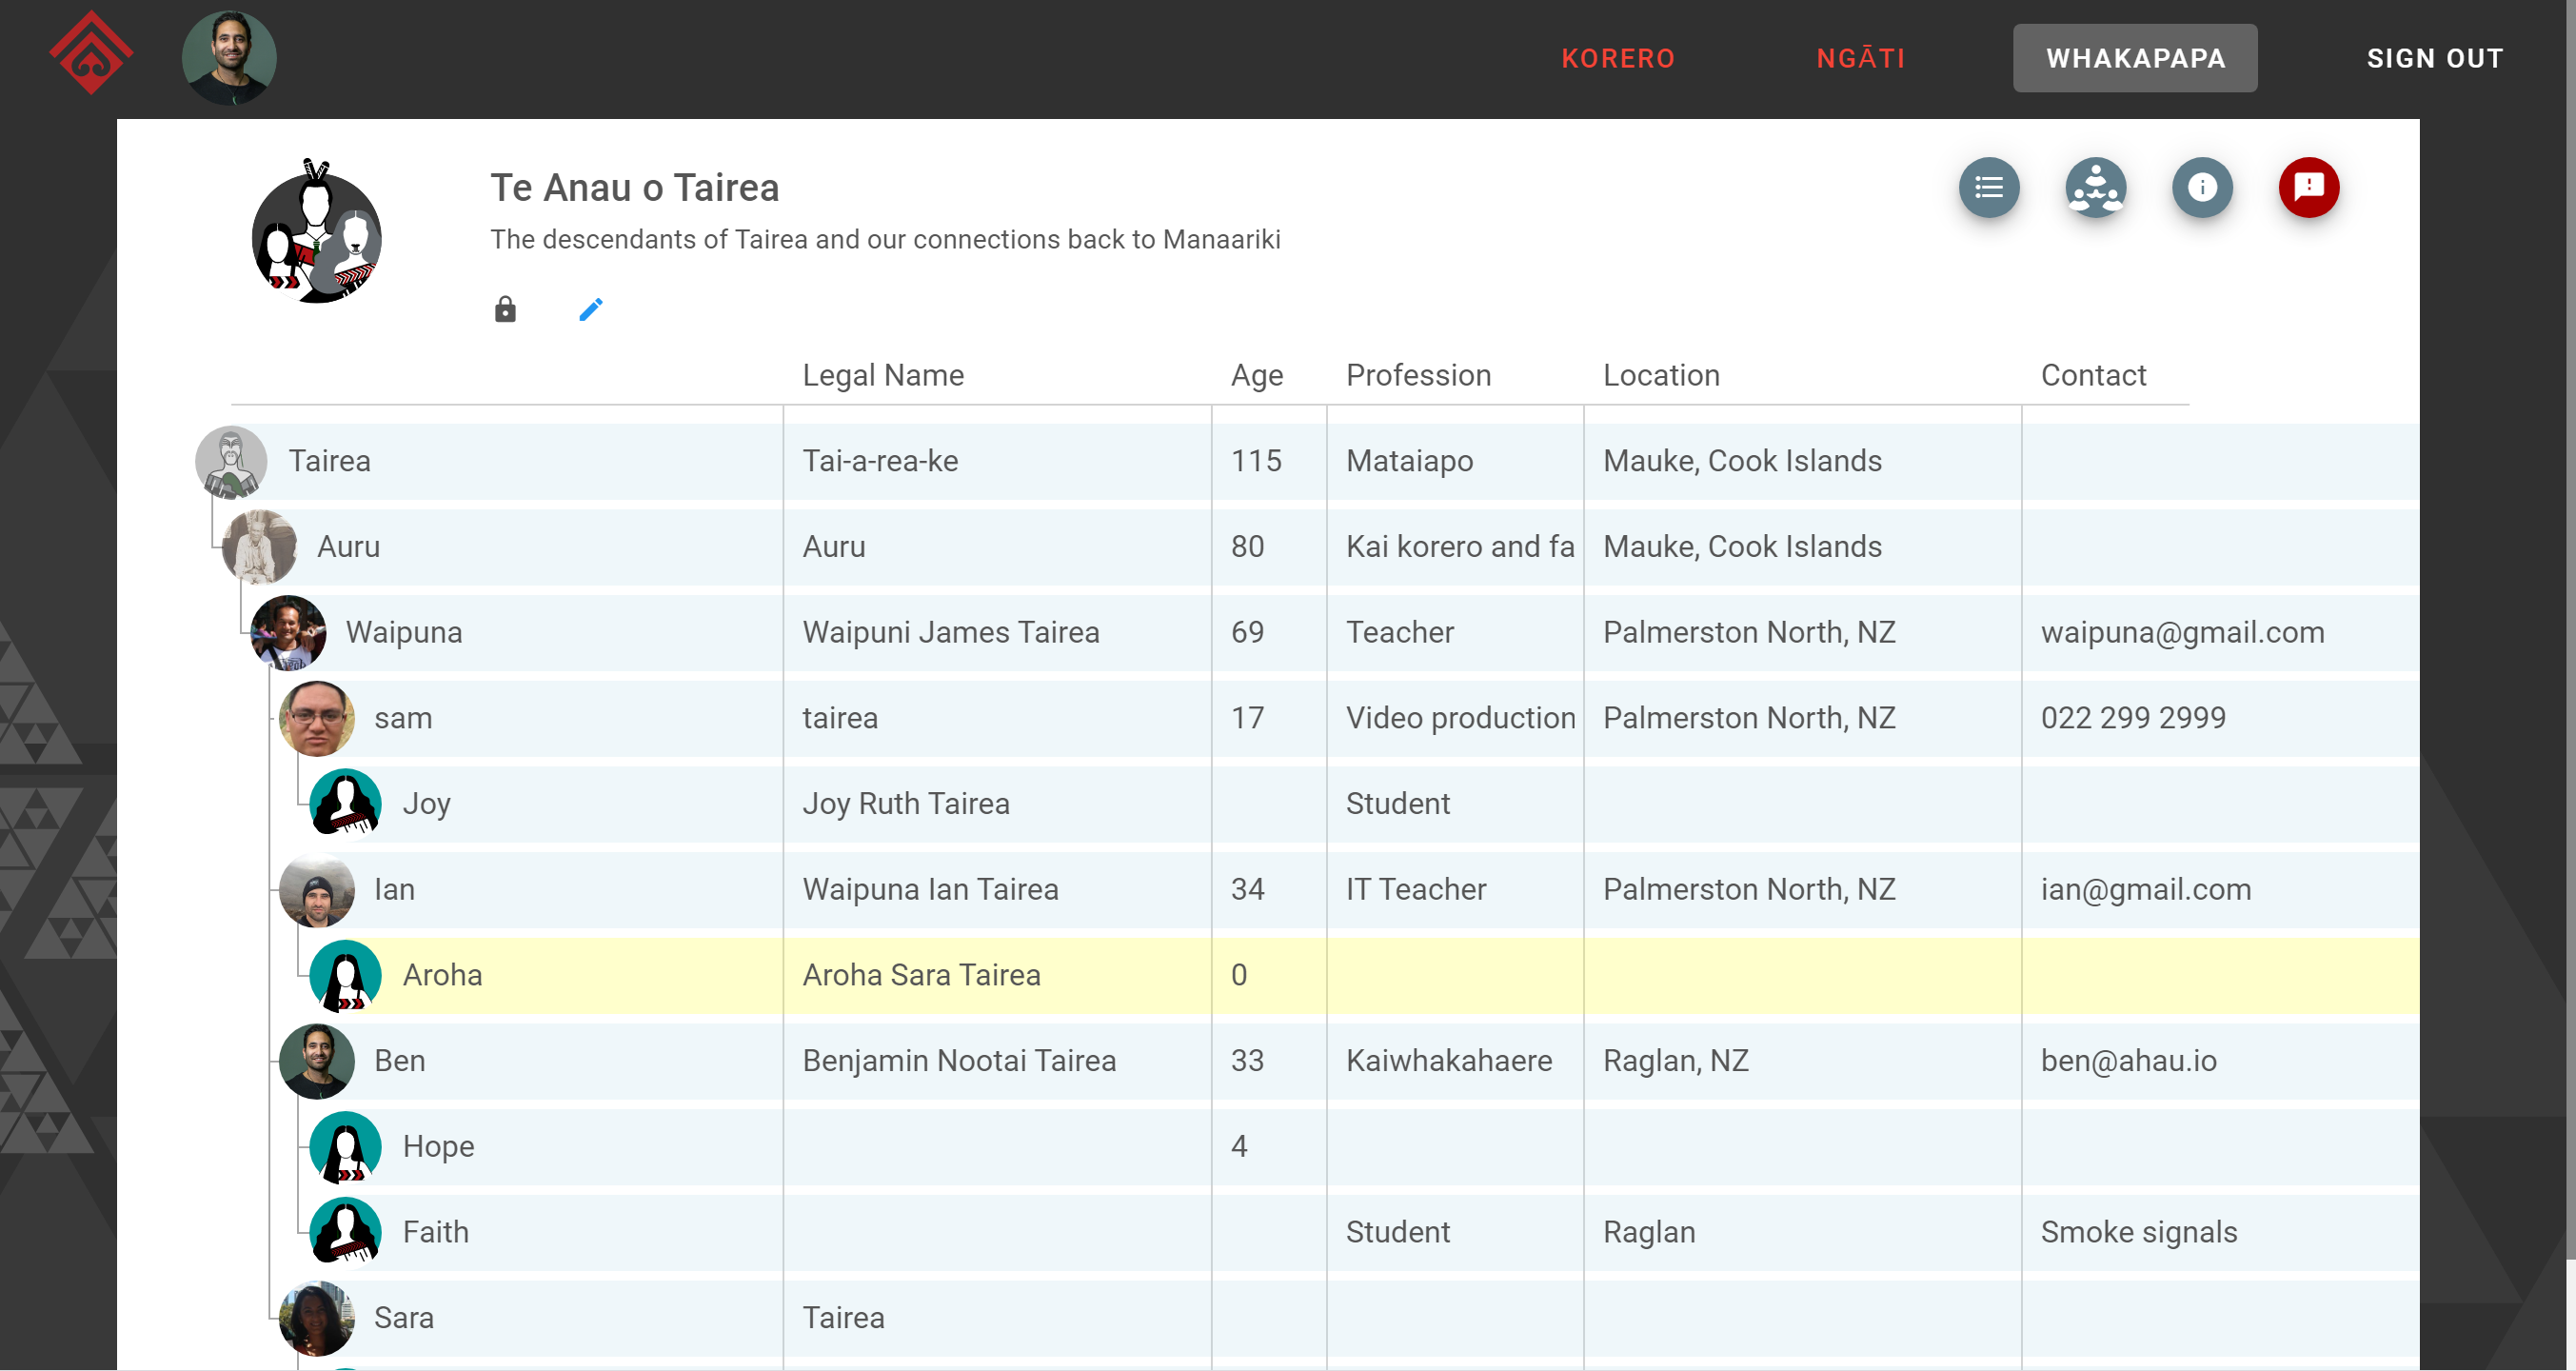 KORERO NGĀTI WHAKAPAPA SIGN OUT
Te Anau o Tairea
The descendants of Tairea and our connections back to Manaariki
Legal Name Age Profession Location Contact
Tairea Tai-a-rea-ke 115 Mataiapo Mauke, Cook Islands
Auru Auru 80 Kai korero and fa Mauke, Cook Islands
Waipuna Waipuni James Tairea 69 Teacher Palmerston North, NZ waipuna@gmail.com
sam tairea 17 Video production Palmerston North, NZ 022 299 2999
Joy Joy Ruth Tairea Student
Ian Waipuna Ian Tairea 34 IT Teacher Palmerston North, NZ ian@gmail.com
Aroha Aroha Sara Tairea 0
Ben Benjamin Nootai Tairea 33 Kaiwhakahaere Raglan, NZ ben@ahau.io
Hope 4
Faith Student Raglan Smoke signals
Sara Tairea